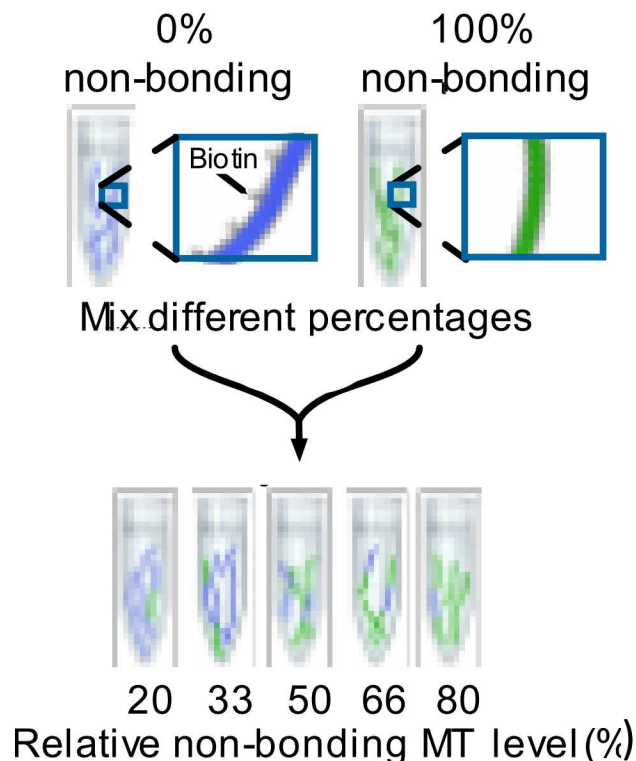 0% 100%
non-bonding non-bonding
Biotin
Mix different percentages
20 33 50 66 80
Relative non-bonding MT level (%)